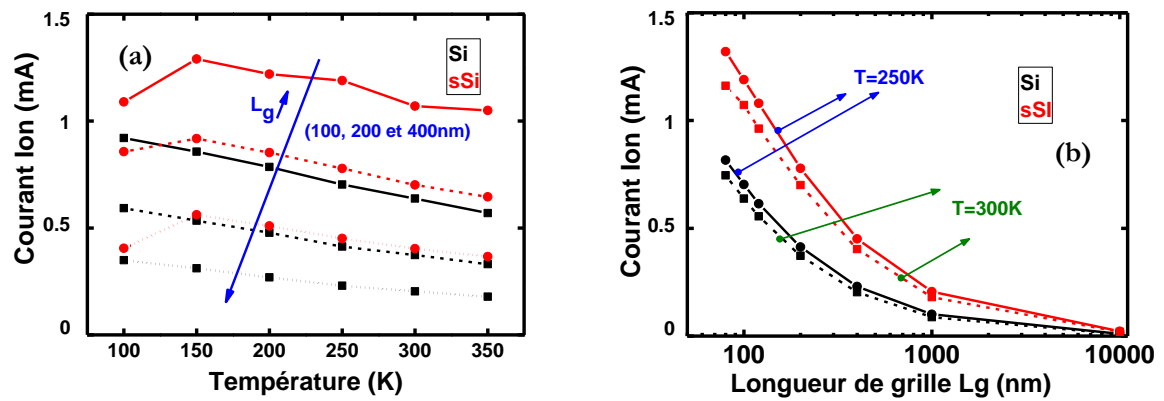 1.5
1
0.5
0
Courant Ion (mA)
(a)
Si
sSi
Lg
(100, 200 et 400nm)
100 150 200 250 300 350
Température (K)
1.5
1
0.5
0
Courant Ion (mA)
T=250K
Si
sSI
(b)
T=300K
100 1000 10000
Longueur de grille Lg (nm)